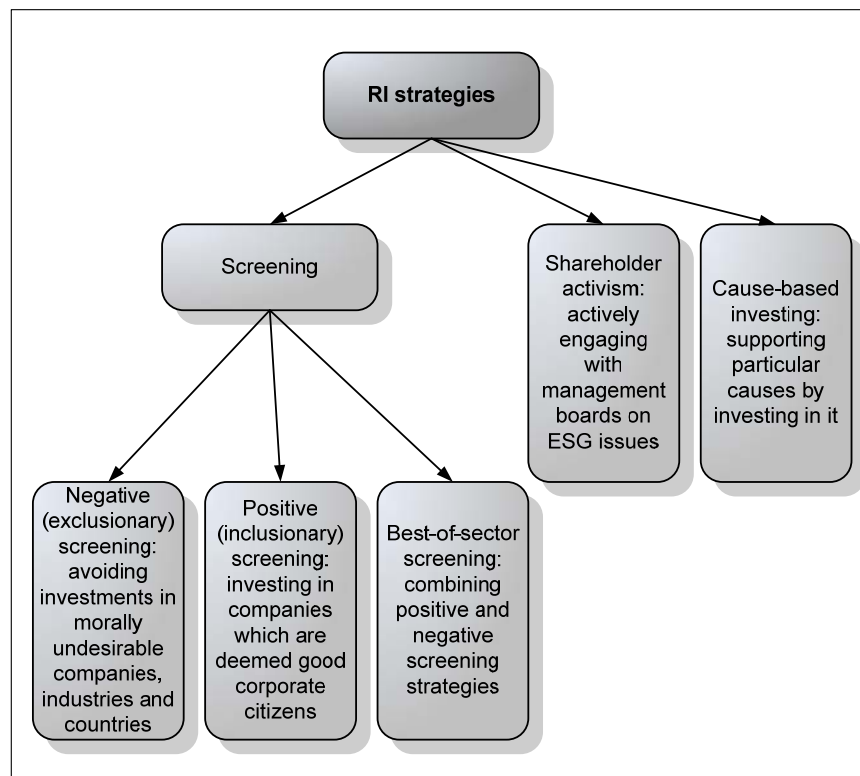 RI strategies
Screening
Shareholder
activism:
actively
engaging
with
management
boards on
ESG issues
Cause-based
investing:
supporting
particular
causes by
investing in it
Negative
(exclusionary)
screening:
avoiding
investments in
morally
undesirable
companies,
industries and
countries
Positive
(inclusionary)
screening:
investing in
companies
which are
deemed good
corporate
citizens
Best-of-sector
screening:
combining
positive and
negative
screening
strategies